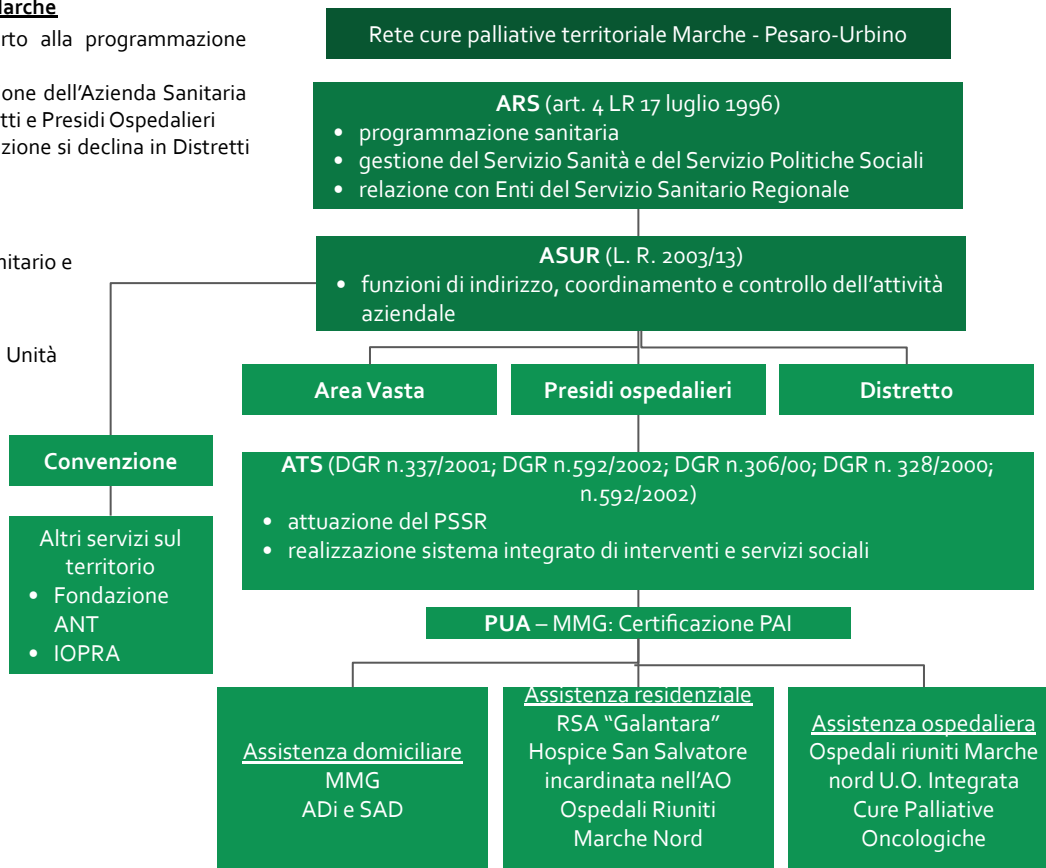 Marche
rto alla programmazione
one dell'Azienda Sanitaria
tti e Presidi Ospedalieri
zione si declina in Distretti
nitario e
Unità
Rete cure palliative territoriale Marche - Pesaro-Urbino
ARS (art. 4 LR 17 luglio 1996)
• programmazione sanitaria
• gestione del Servizio Sanità e del Servizio Politiche Sociali
• relazione con Enti del Servizio Sanitario Regionale
ASUR (L. R. 2003/13)
• funzioni di indirizzo, coordinamento e controllo dell'attività
aziendale
Area Vasta
Presidi ospedalieri
Distretto
Convenzione
Altri servizi sul
territorio
• Fondazione
ANT
• IOPRA
ATS (DGR n.337/2001; DGR n.592/2002; DGR n.306/00; DGR n. 328/2000;
n.592/2002)
• attuazione del PSSR
• realizzazione sistema integrato di interventi e servizi sociali
PUA – MMG: Certificazione PAI
Assistenza domiciliare
MMG
ADi e SAD
Assistenza residenziale
RSA “Galantara”
Hospice San Salvatore
incardinata nell'AO
Ospedali Riuniti
Marche Nord
Assistenza ospedaliera
Ospedali riuniti Marche
nord U.O. Integrata
Cure Palliative
Oncologiche